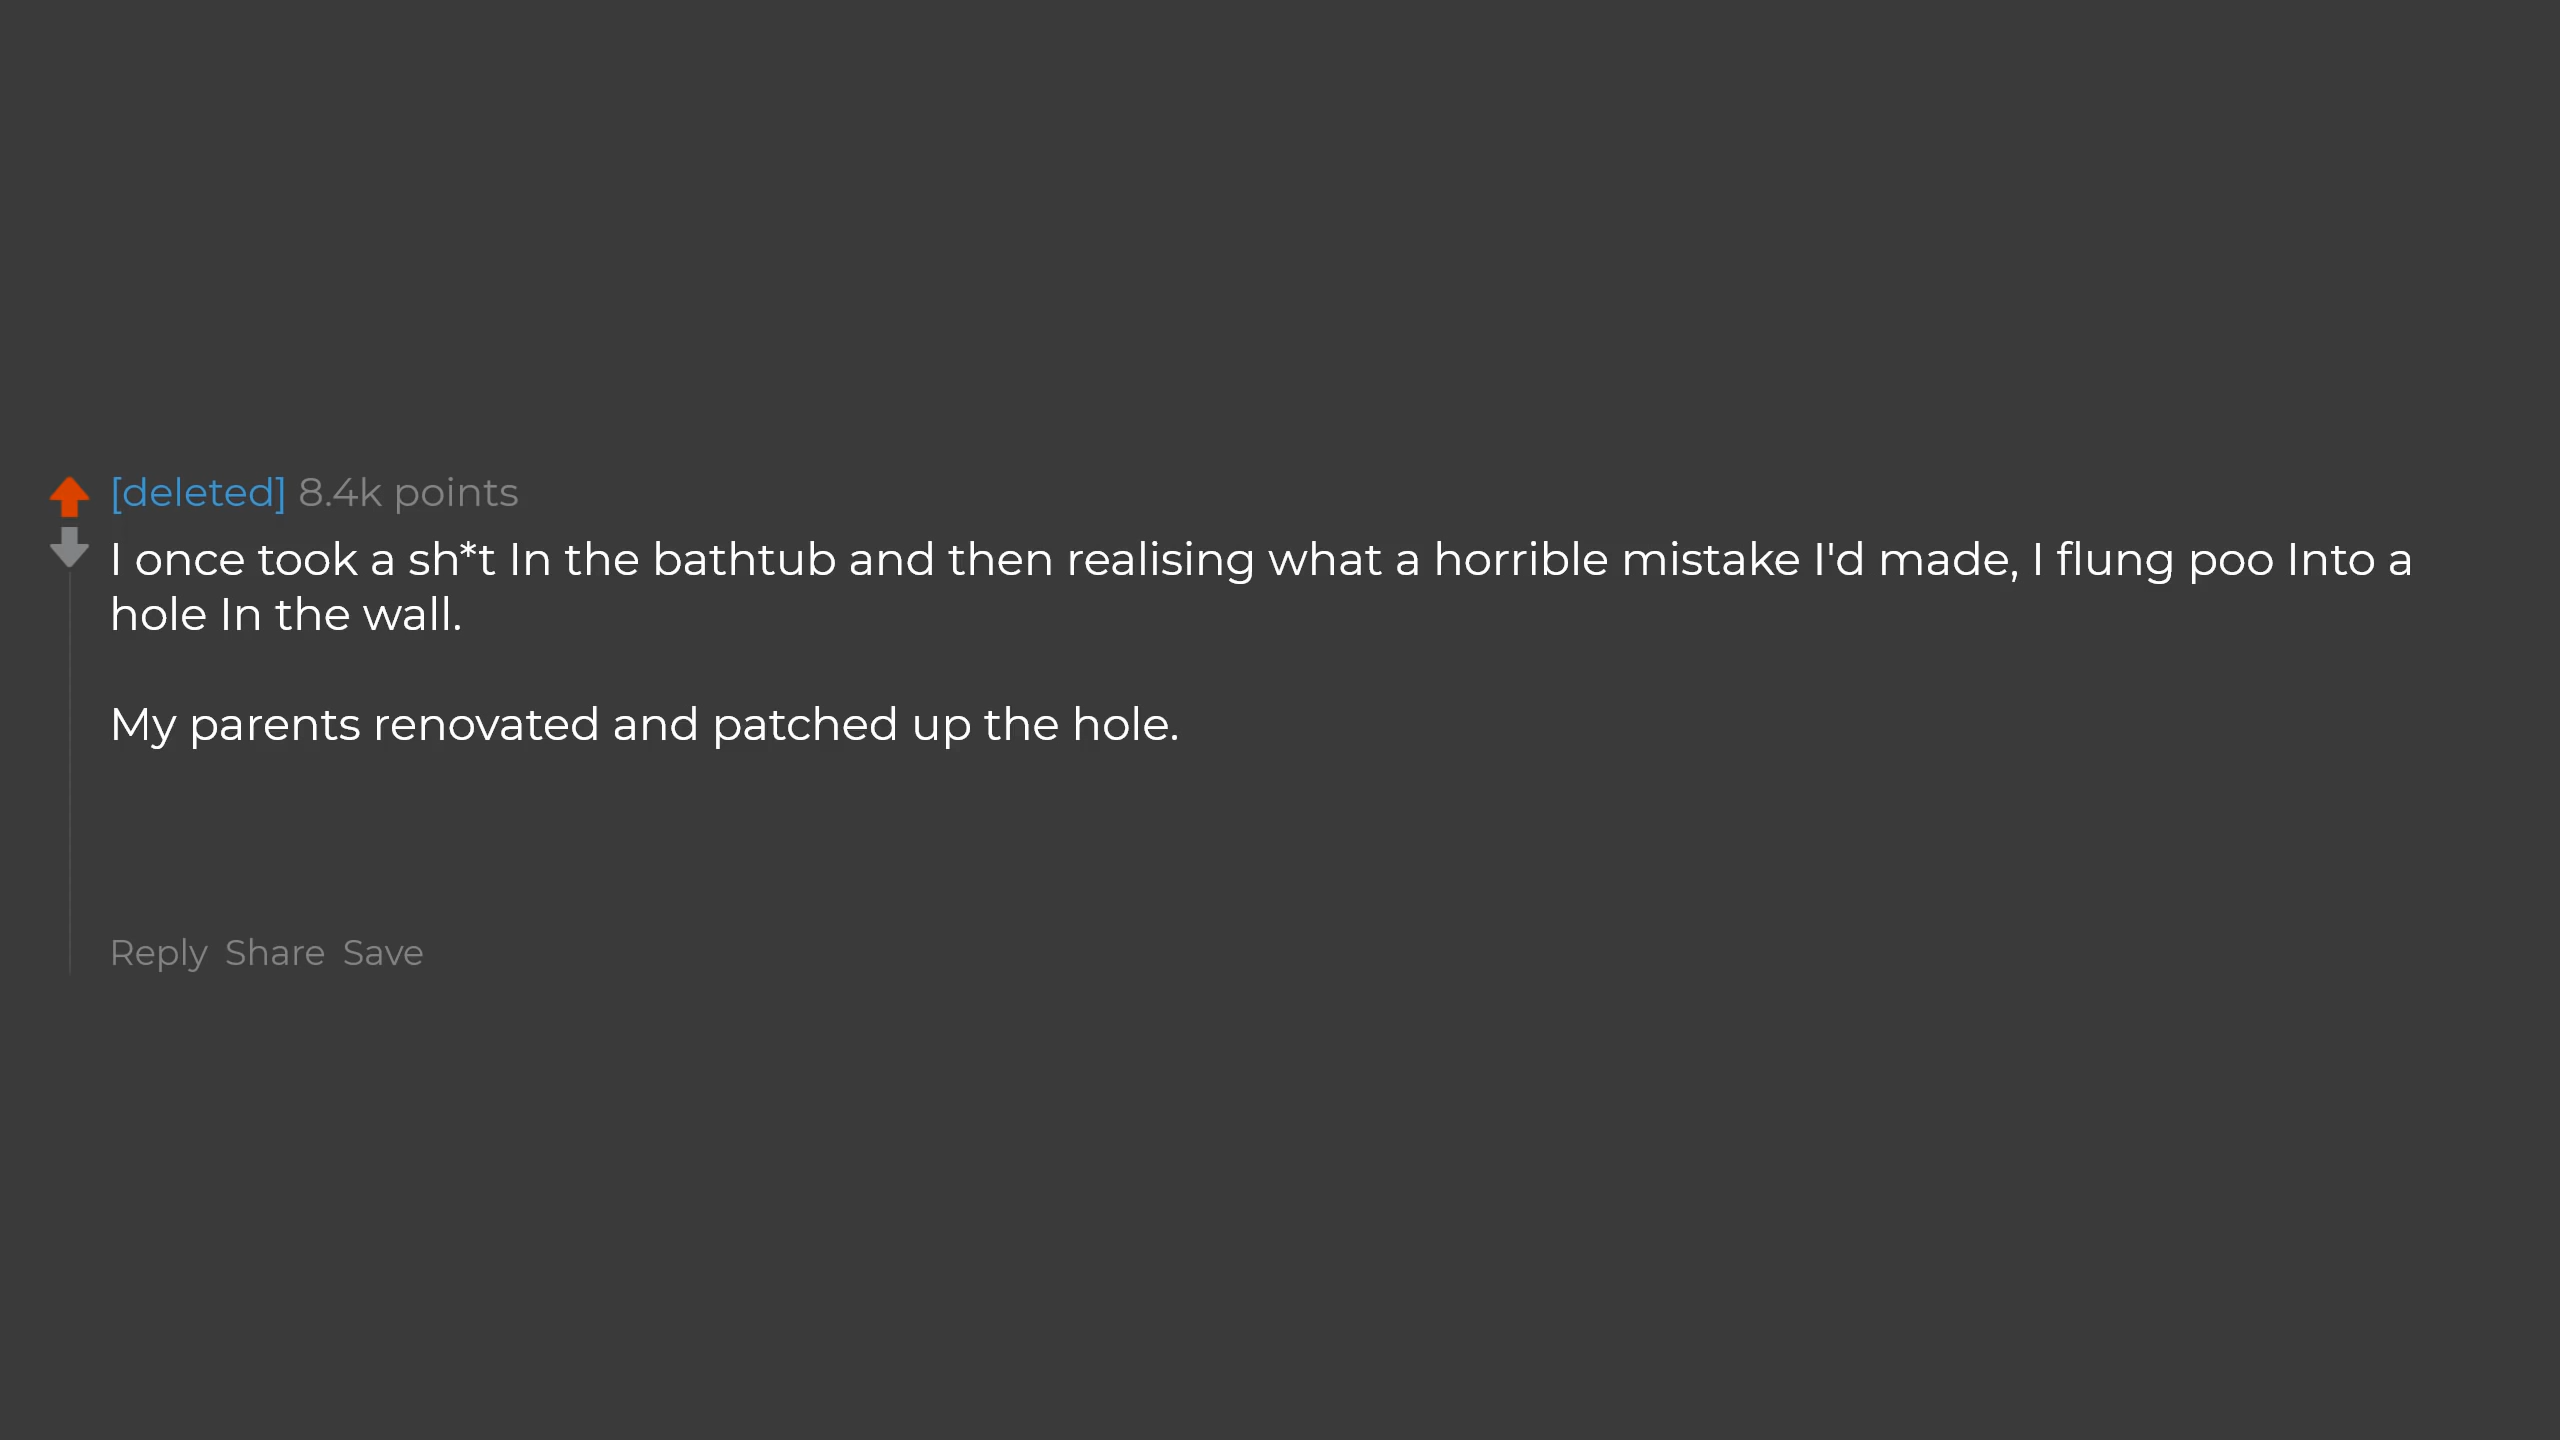 [deleted] 8.4k points
I once took a sh*t In the bathtub and then realising what a horrible mistake I'd made, I flung poo Into a
hole In the wall.
My parents renovated and patched up the hole.
Reply Share Save